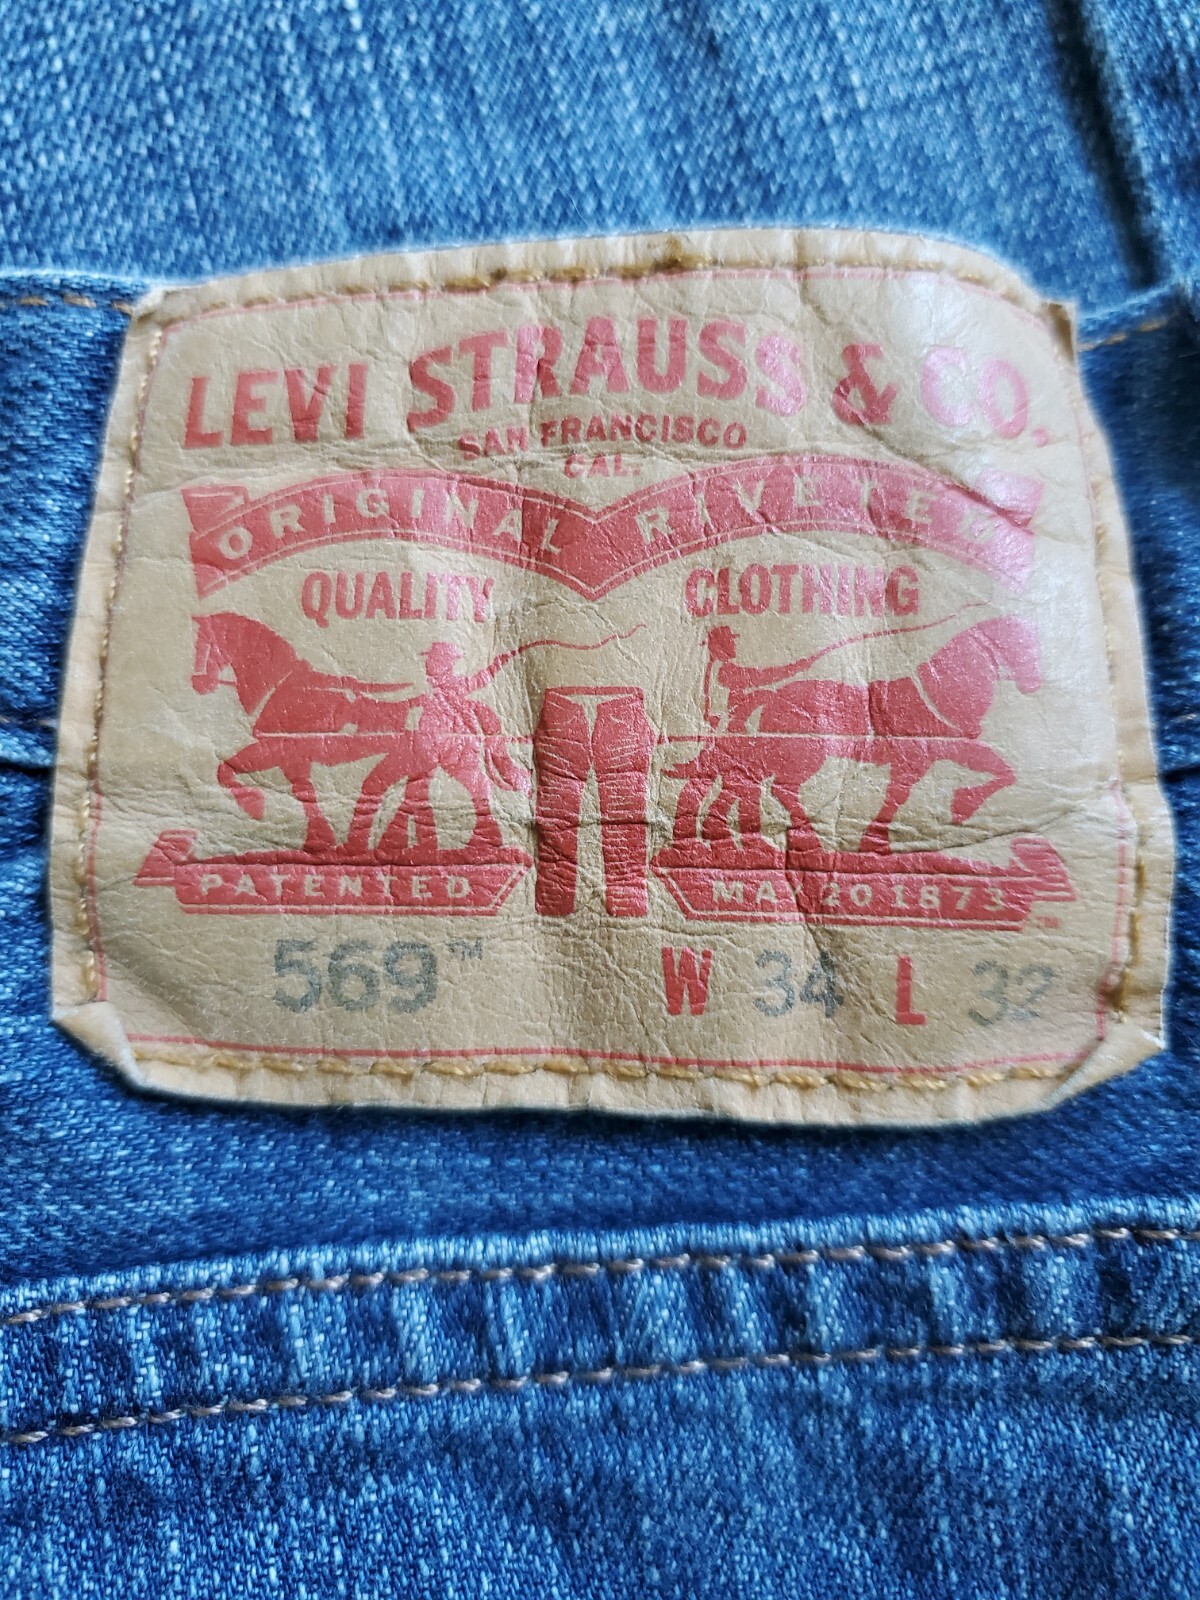 LEVI STRAUSS & CO.
SAN FRANCISCO
CAL.
ORIGINAL RIVETED
QUALITY CLOTHING
PATENTED MAY 20 1873
569™ W 34 L 32